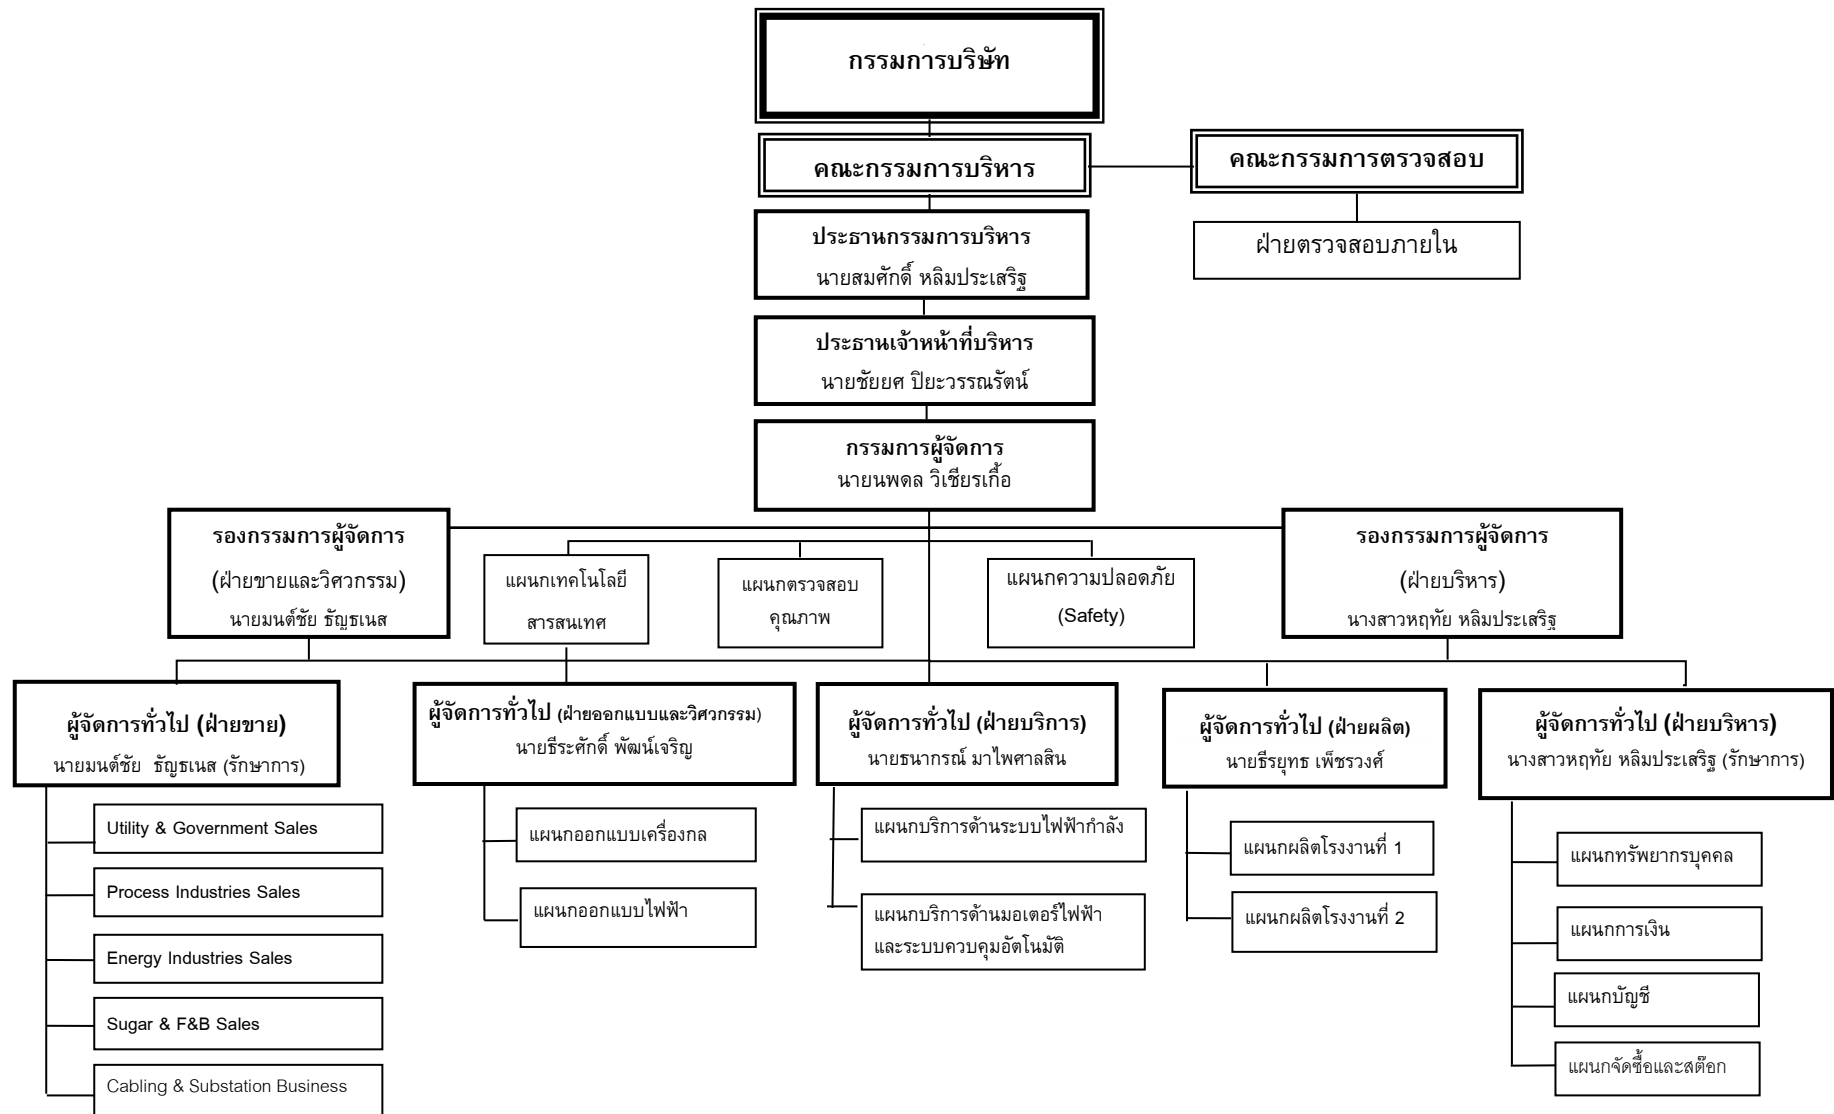 กรรมการบริษัท
คณะกรรมการบริหาร
คณะกรรมการตรวจสอบ
ฝ่ายตรวจสอบภายใน
ประธานกรรมการบริหาร
นายสมศักดิ์ หลิมประเสริฐ
ประธานเจ้าหน้าที่บริหาร
นายชัยยศ ปิยะวรรณรัตน์
กรรมการผู้จัดการ
นายนพดล วิเชียรเกื้อ
รองกรรมการผู้จัดการ
(ฝ่ายขายและวิศวกรรม)
นายมนต์ชัย ธัญธเนส
แผนกเทคโนโลยี
สารสนเทศ
แผนกตรวจสอบ
คุณภาพ
แผนกความปลอดภัย
(Safety)
รองกรรมการผู้จัดการ
(ฝ่ายบริหาร)
นางสาวหฤทัย หลิมประเสริฐ
ผู้จัดการทั่วไป (ฝ่ายขาย)
นายมนต์ชัย ธัญธเนส (รักษาการ)
Utility & Government Sales
Process Industries Sales
Energy Industries Sales
Sugar & F&B Sales
Cabling & Substation Business
ผู้จัดการทั่วไป (ฝ่ายออกแบบและวิศวกรรม)
นายธีระศักดิ์ พัฒน์เจริญ
แผนกออกแบบเครื่องกล
แผนกออกแบบไฟฟ้า
ผู้จัดการทั่วไป (ฝ่ายบริการ)
นายธนากรณ์ มาไพศาลสิน
แผนกบริการด้านระบบไฟฟ้ากำลัง
แผนกบริการด้านมอเตอร์ไฟฟ้า
และระบบควบคุมอัตโนมัติ
ผู้จัดการทั่วไป (ฝ่ายผลิต)
นายธีรยุทธ เพ็ชรวงศ์
แผนกผลิตโรงงานที่ 1
แผนกผลิตโรงงานที่ 2
ผู้จัดการทั่วไป (ฝ่ายบริหาร)
นางสาวหฤทัย หลิมประเสริฐ (รักษาการ)
แผนกทรัพยากรบุคคล
แผนกการเงิน
แผนกบัญชี
แผนกจัดซื้อและสต๊อก